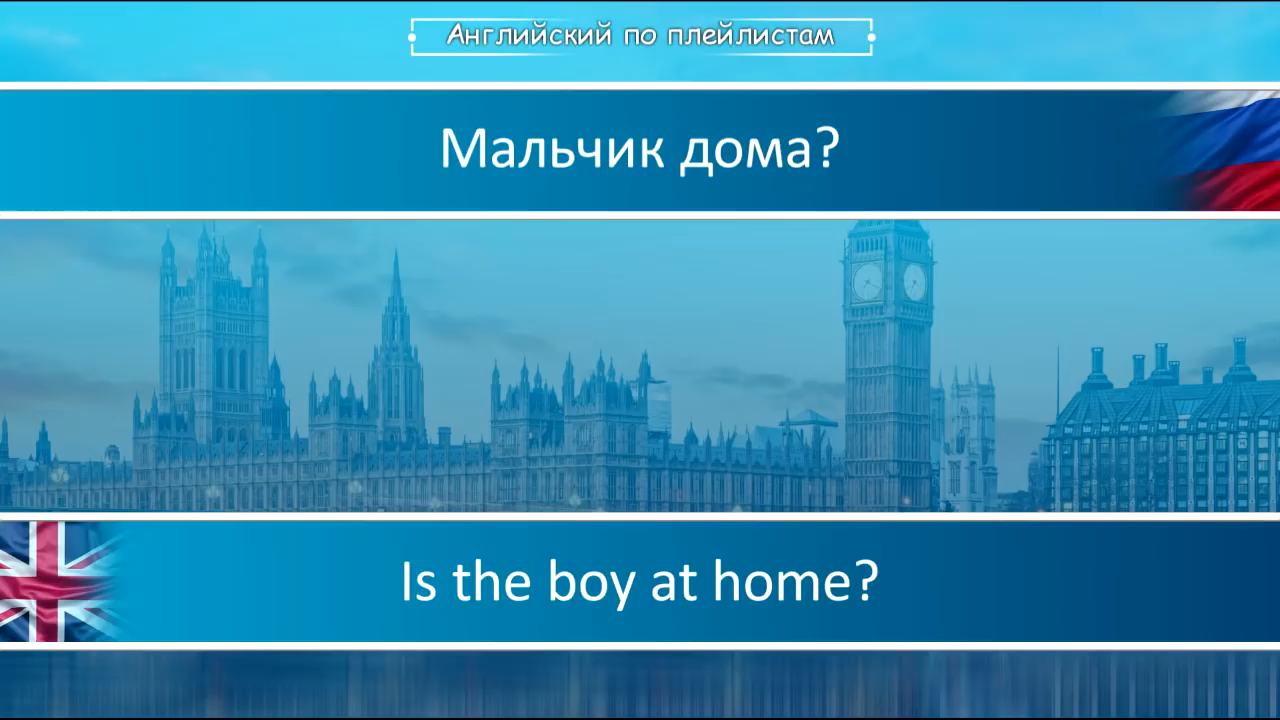 Английский по плейлистам
Мальчик дома?
Is the boy at home?